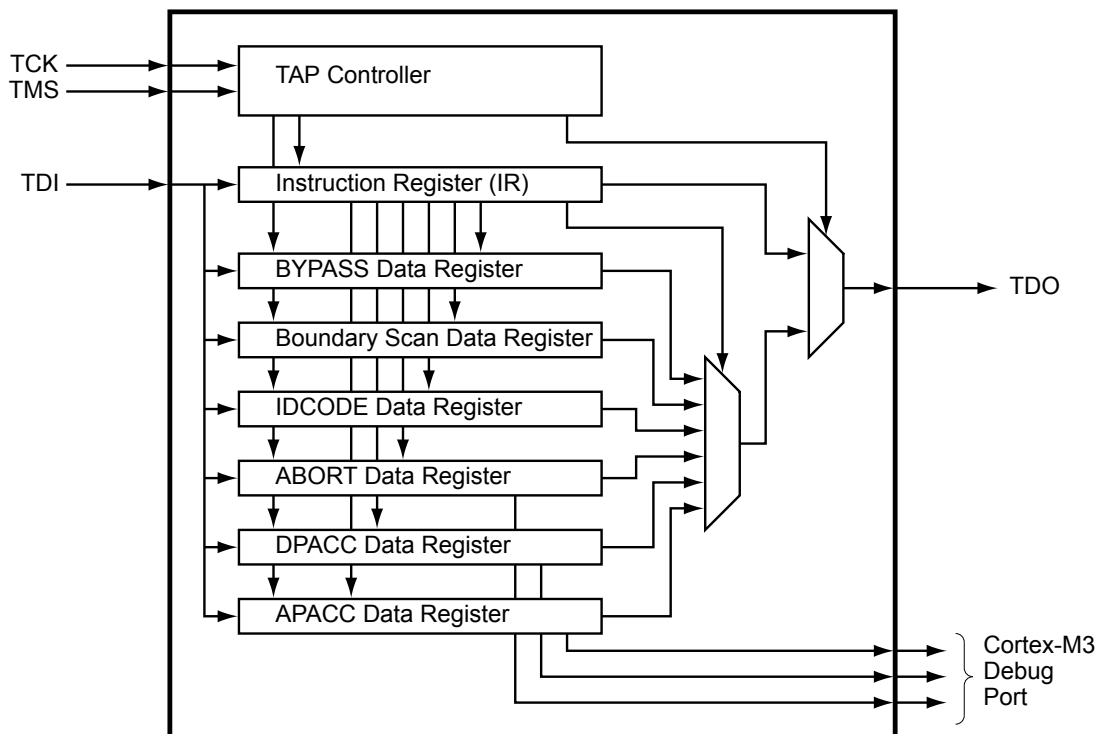 TCK
TMS
TAP Controller
TDI
Instruction Register (IR)
BYPASS Data Register
TDO
Boundary Scan Data Register
IDCODE Data Register
ABORT Data Register
DPACC Data Register
APACC Data Register
Cortex-M3
Debug
Port